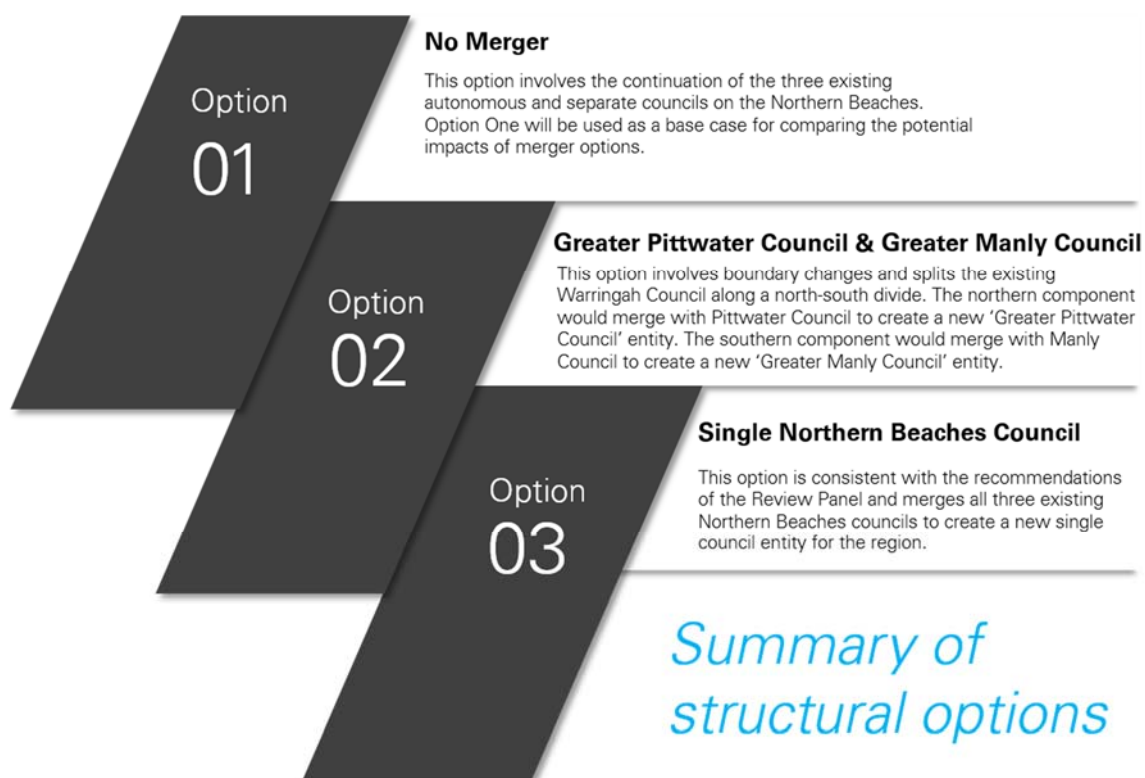 Option
01
No Merger
This option involves the continuation of the three existing
autonomous and separate councils on the Northern Beaches.
Option One will be used as a base case for comparing the potential
impacts of merger options.
Option
02
Greater Pittwater Council & Greater Manly Council
This option involves boundary changes and splits the existing
Warringah Council along a north-south divide. The northern component
would merge with Pittwater Council to create a new ‘Greater Pittwater
Council’ entity. The southern component would merge with Manly
Council to create a new ‘Greater Manly Council’ entity.
Option
03
Single Northern Beaches Council
This option is consistent with the recommendations
of the Review Panel and merges all three existing
Northern Beaches councils to create a new single
council entity for the region.
Summary of
structural options